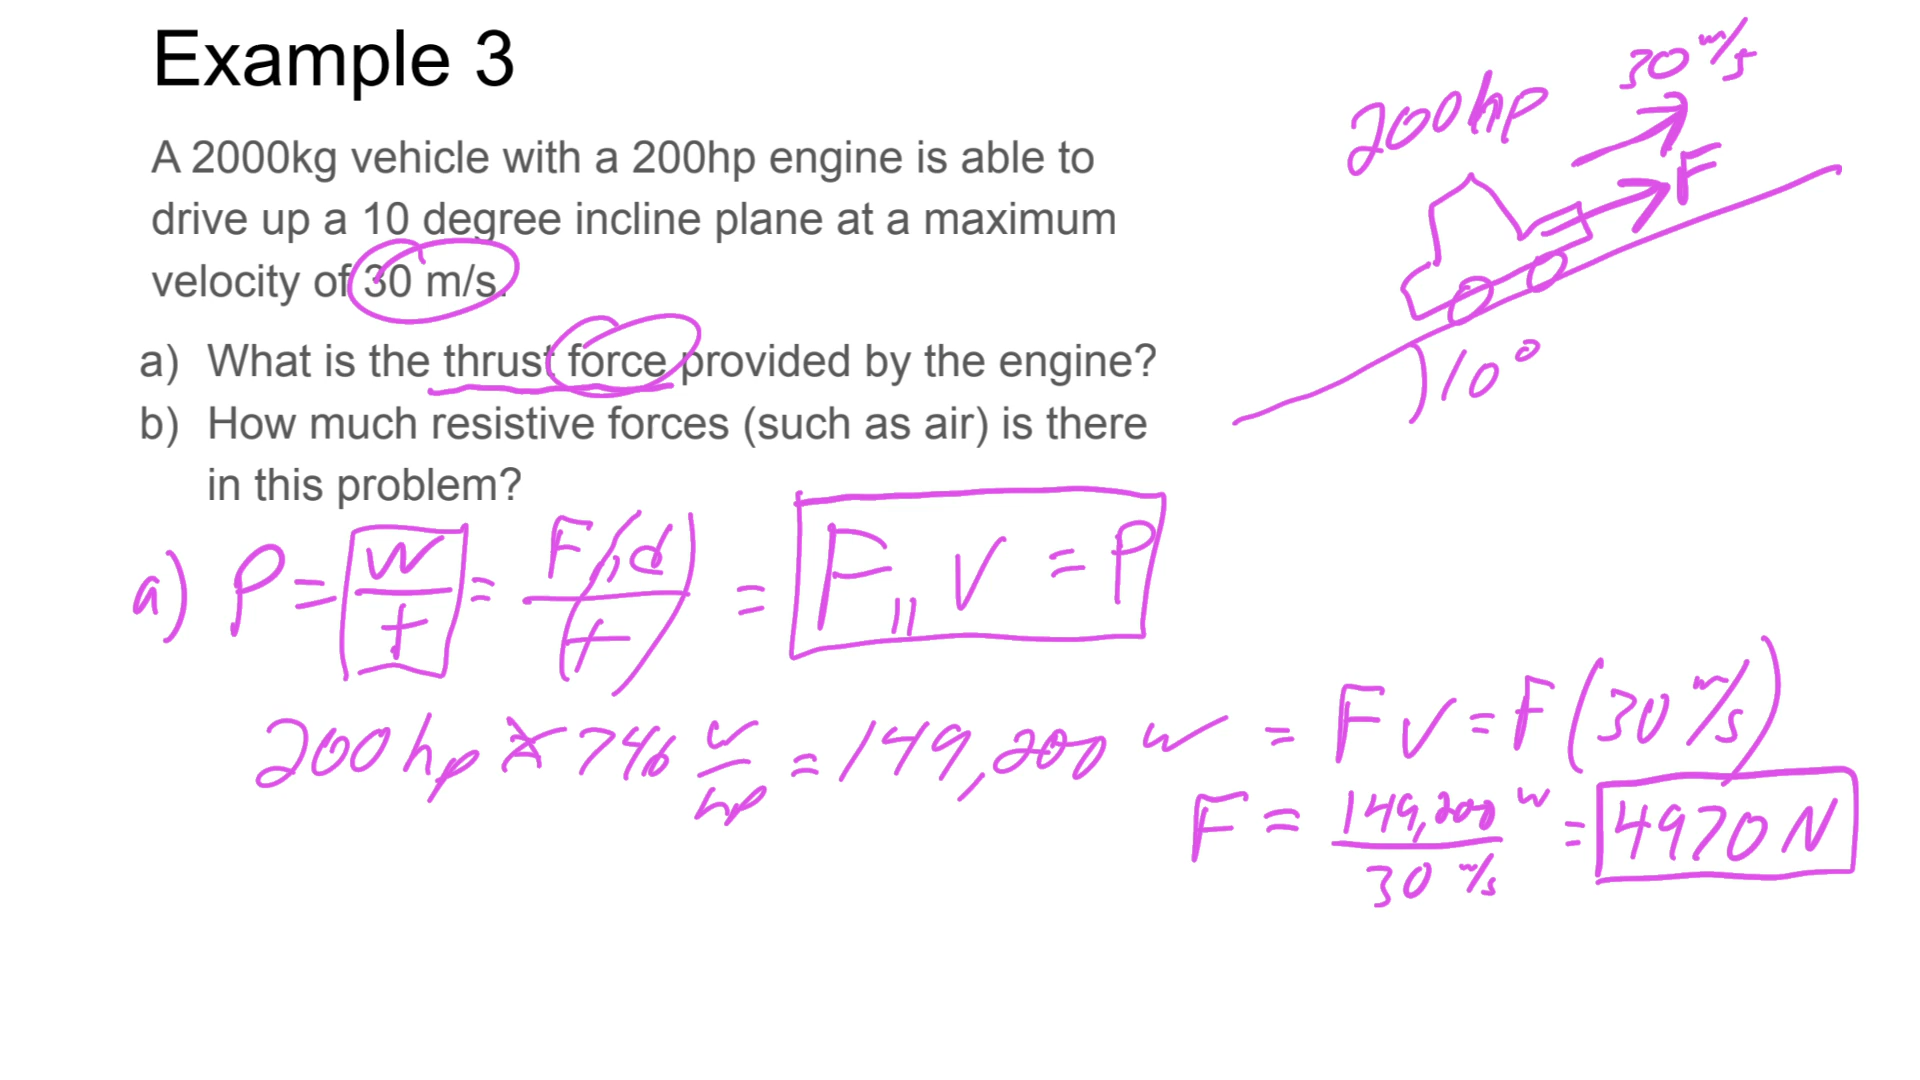 Example 3
A 2000kg vehicle with a 200hp engine is able to
drive up a 10 degree incline plane at a maximum
velocity of 30 m/s.
a) What is the thrust force provided by the engine?
b) How much resistive forces (such as air) is there
in this problem?
200hp
30 m/s
F
10°
a) P = W/t = F∥d/t = F∥ V = P
200hp × 746 W/hp = 149,200 W = FV = F(30 m/s)
F = 149,200 W / 30 m/s = 4970 N